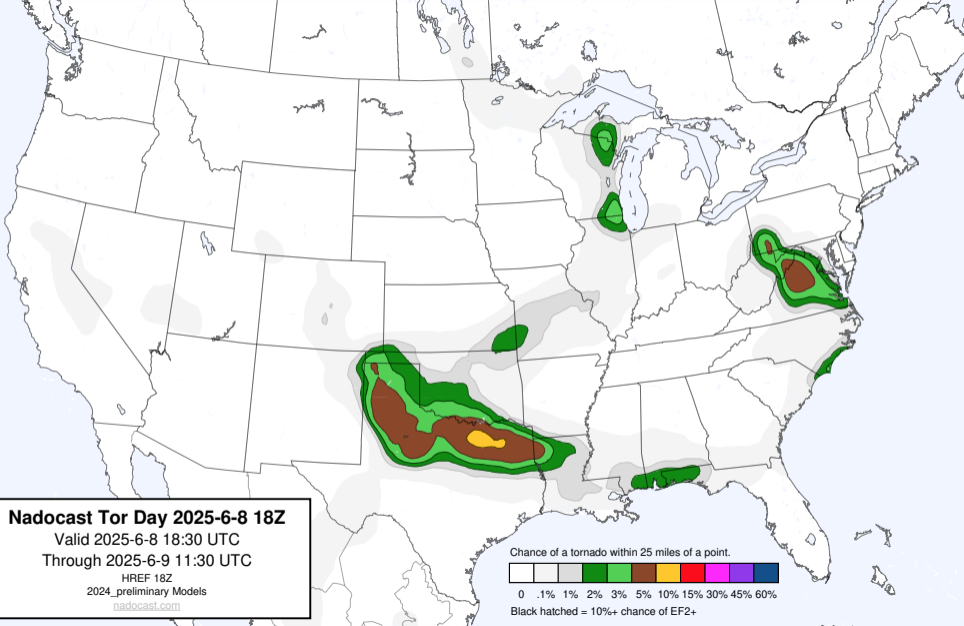 Nadocast Tor Day 2025-6-8 18Z
Valid 2025-6-8 18:30 UTC
Through 2025-6-9 11:30 UTC
HREF 18Z
2024_preliminary Models
nadocast.com
Chance of a tornado within 25 miles of a point.
0 .1% 1% 2% 3% 5% 10% 15% 30% 45% 60%
Black hatched = 10%+ chance of EF2+